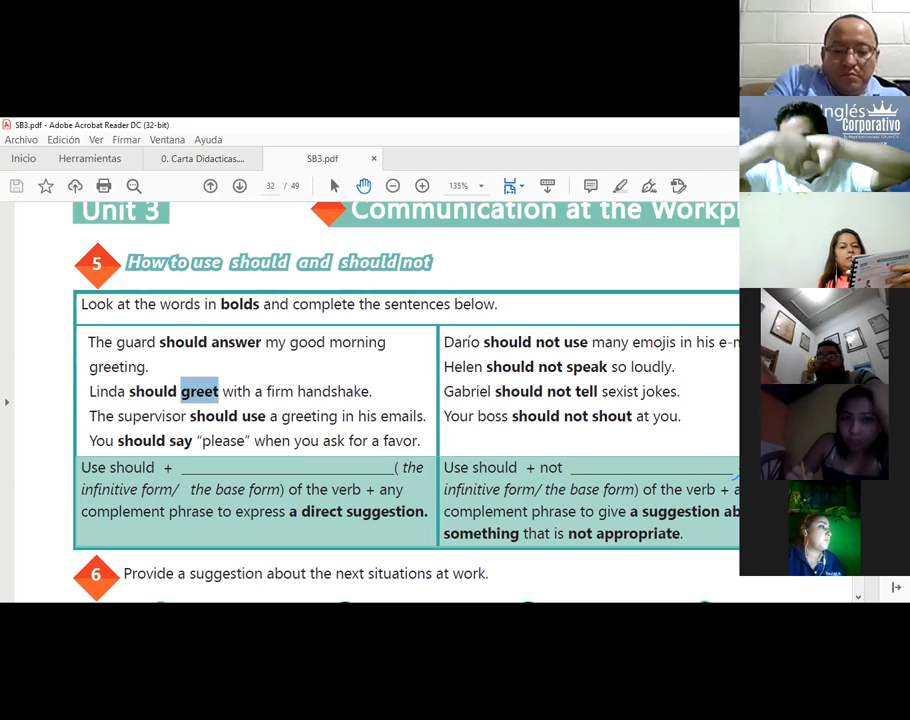 SB3.pdf - Adobe Acrobat Reader DC (32-bit)
Archivo Edición Ver Firmar Ventana Ayuda
Inicio Herramientas 0. Carta Didacticas.... SB3.pdf ×
32 / 49 135%
Unit 3 Communication at the
5 How to use should and should not
Look at the words in bolds and complete the sentences below.
The guard should answer my good morning
greeting.
Linda should greet with a firm handshake.
The supervisor should use a greeting in his emails.
You should say “please” when you ask for a favor.
Darío should not use many emojis in his
Helen should not speak so loudly.
Gabriel should not tell sexist jokes.
Your boss should not shout at you.
Use should + ______________________________ ( the
infinitive form/ the base form) of the verb + any
complement phrase to express a direct suggestion.
Use should + not ______________________
infinitive form/ the base form) of the verb +
complement phrase to give a suggestion
something that is not appropriate.
6 Provide a suggestion about the next situations at work.
Inglés
Corporativo